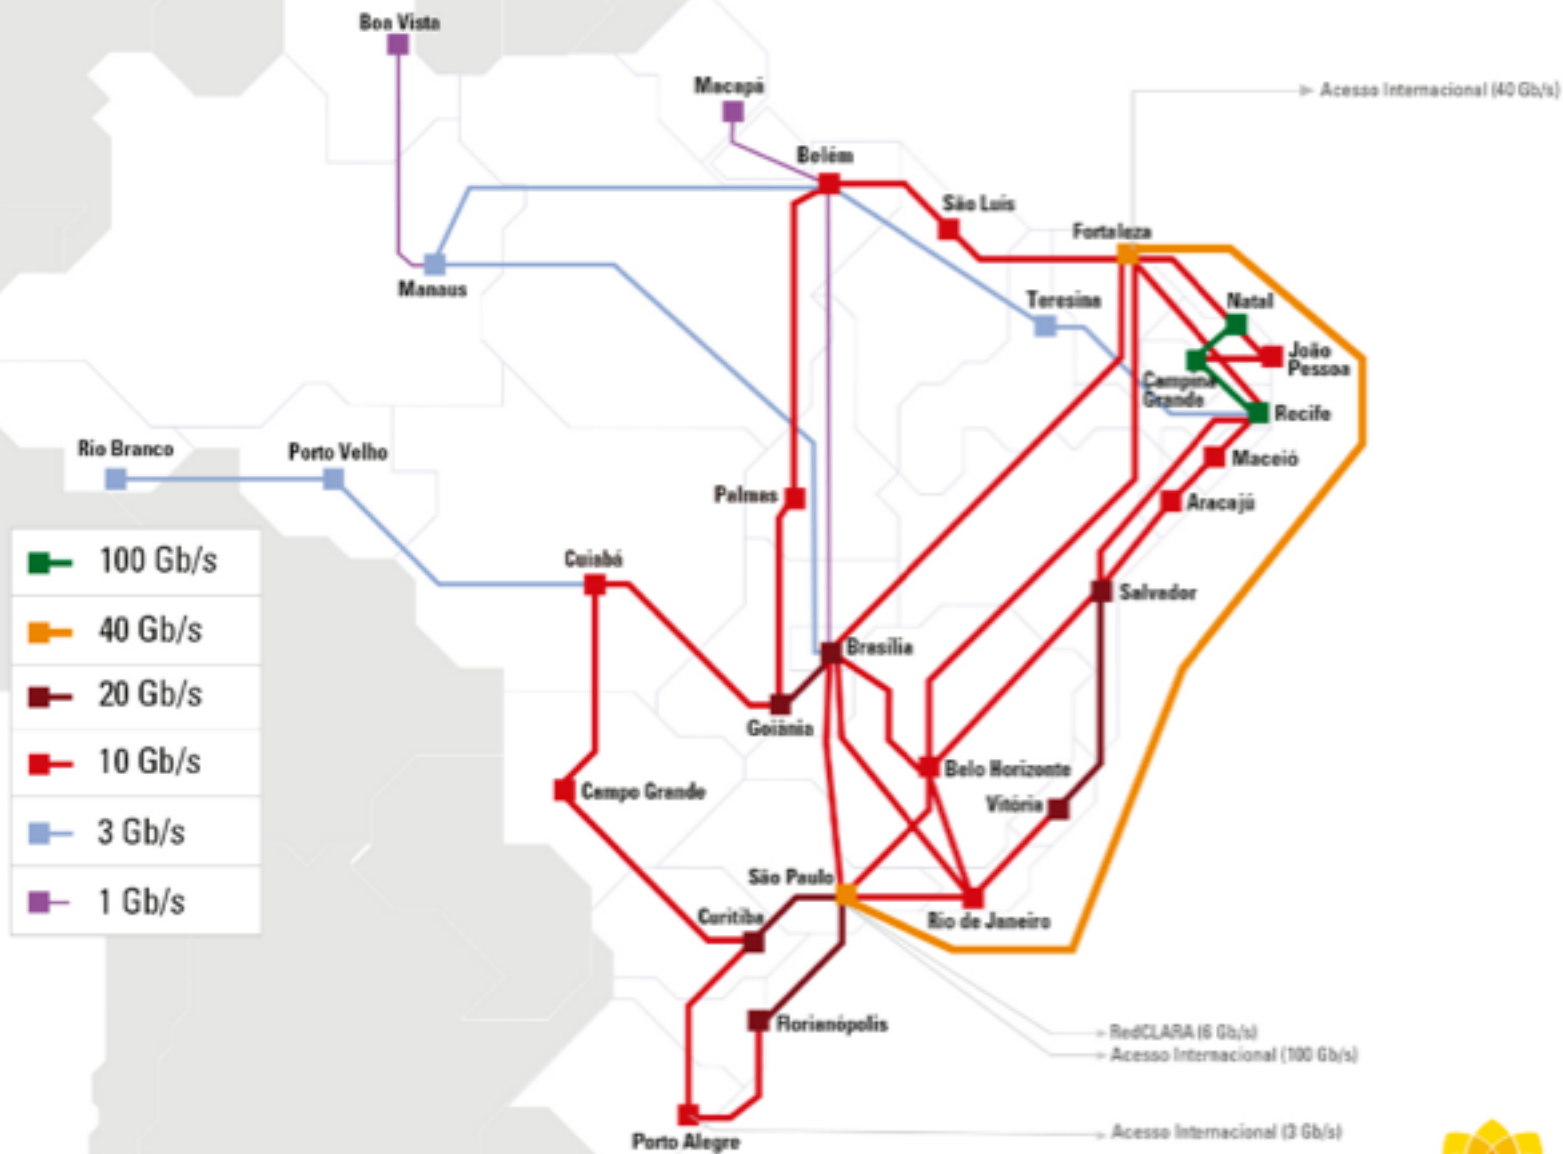 Boa Vista
Macapá
Acesso Internacional (40 Gb/s)
Belém
São Luis
Fortaleza
Manaus
Teresina
Natal
João
Pessoa
Campina
Grande
Recife
Rio Branco
Porto Velho
Maceió
Palmas
Aracajú
100 Gb/s
Cuiabá
Salvador
40 Gb/s
Brasília
20 Gb/s
Goiânia
10 Gb/s
Belo Horizonte
Campo Grande
Vitória
3 Gb/s
São Paulo
1 Gb/s
Curitiba
Rio de Janeiro
Florianópolis
RedCLARA (6 Gb/s)
Acesso Internacional (100 Gb/s)
Acesso Internacional (3 Gb/s)
Porto Alegre